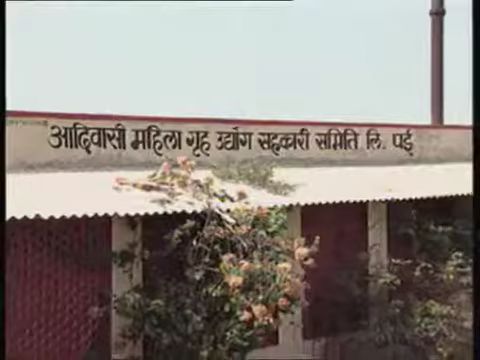 आदिवासी महिला गृह उद्योग सहकारी समिति लि. पई